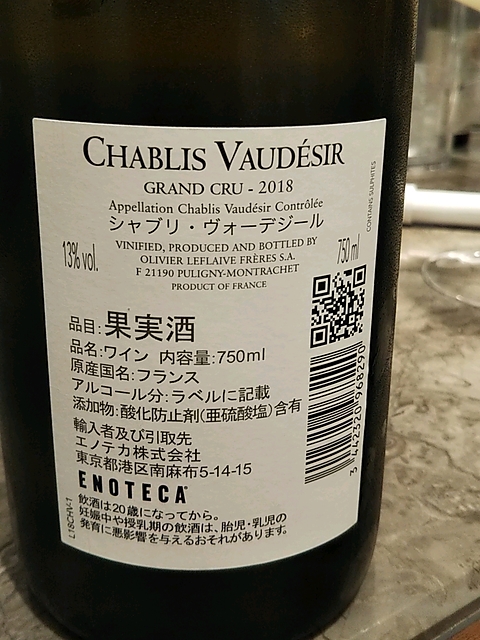 CHABLIS VAUDÉSIR
GRAND CRU - 2018
Appellation Chablis Vaudésir Contrôlée
シャブリ・ヴォーデジール
VINIFIED, PRODUCED AND BOTTLED BY
OLIVIER LEFLAIVE FRÈRES S.A.
F 21190 PULIGNY-MONTRACHET
PRODUCT OF FRANCE
13% vol.
750 ml
CONTAINS SULPHITES
品目:果実酒
品名:ワイン 内容量:750ml
原産国名:フランス
アルコール分:ラベルに記載
添加物:酸化防止剤(亜硫酸塩)含有
輸入者及び引取先
エノテカ株式会社
東京都港区南麻布5-14-15
ENOTECA
飲酒は20歳になってから。
妊娠中や授乳期の飲酒は、胎児・乳児の
発育に悪影響を与えるおそれがあります。
3 442320 968290